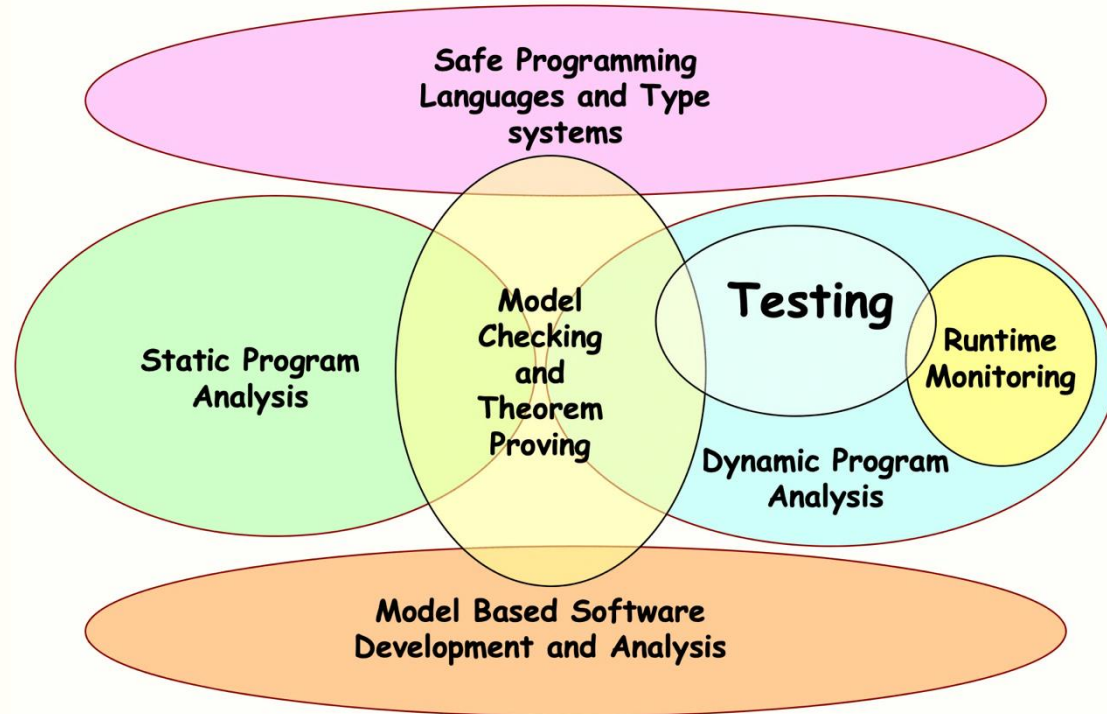 Safe Programming
Languages and Type
systems
Static Program
Analysis
Model
Checking
and
Theorem
Proving
Testing
Runtime
Monitoring
Dynamic Program
Analysis
Model Based Software
Development and Analysis